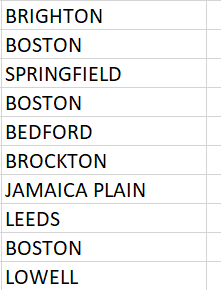 BRIGHTON
BOSTON
SPRINGFIELD
BOSTON
BEDFORD
BROCKTON
JAMAICA PLAIN
LEEDS
BOSTON
LOWELL